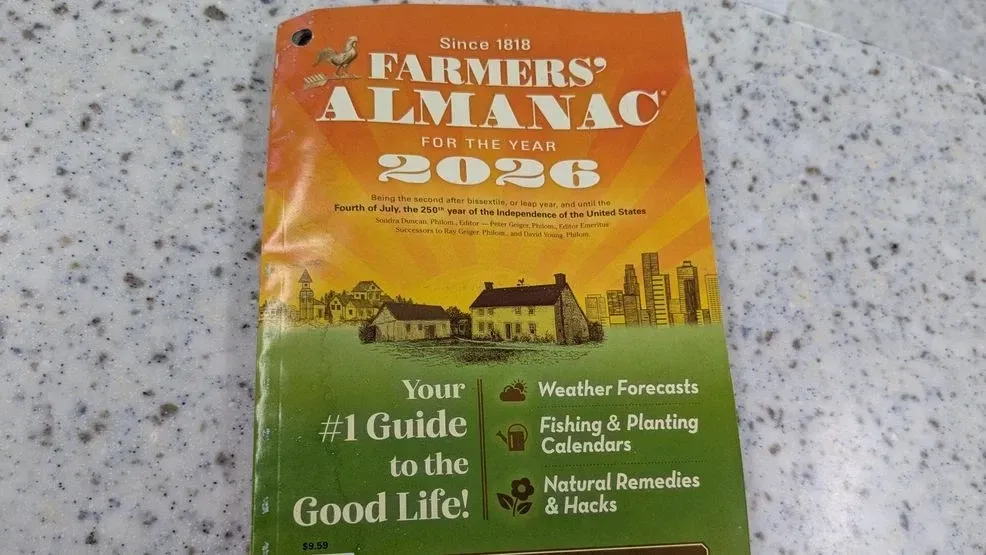 Since 1818
FARMERS'
ALMANAC®
FOR THE YEAR
2026
Being the second after bissextile, or leap year, and until the
Fourth of July, the 250th year of the Independence of the United States
Sondra Duncan, Philom., Editor — Peter Geiger, Philom., Editor Emeritus
Successors to Ray Geiger, Philom., and David Young, Philom.
Your
#1 Guide
to the
Good Life!
Weather Forecasts
Fishing & Planting
Calendars
Natural Remedies
& Hacks
$9.59